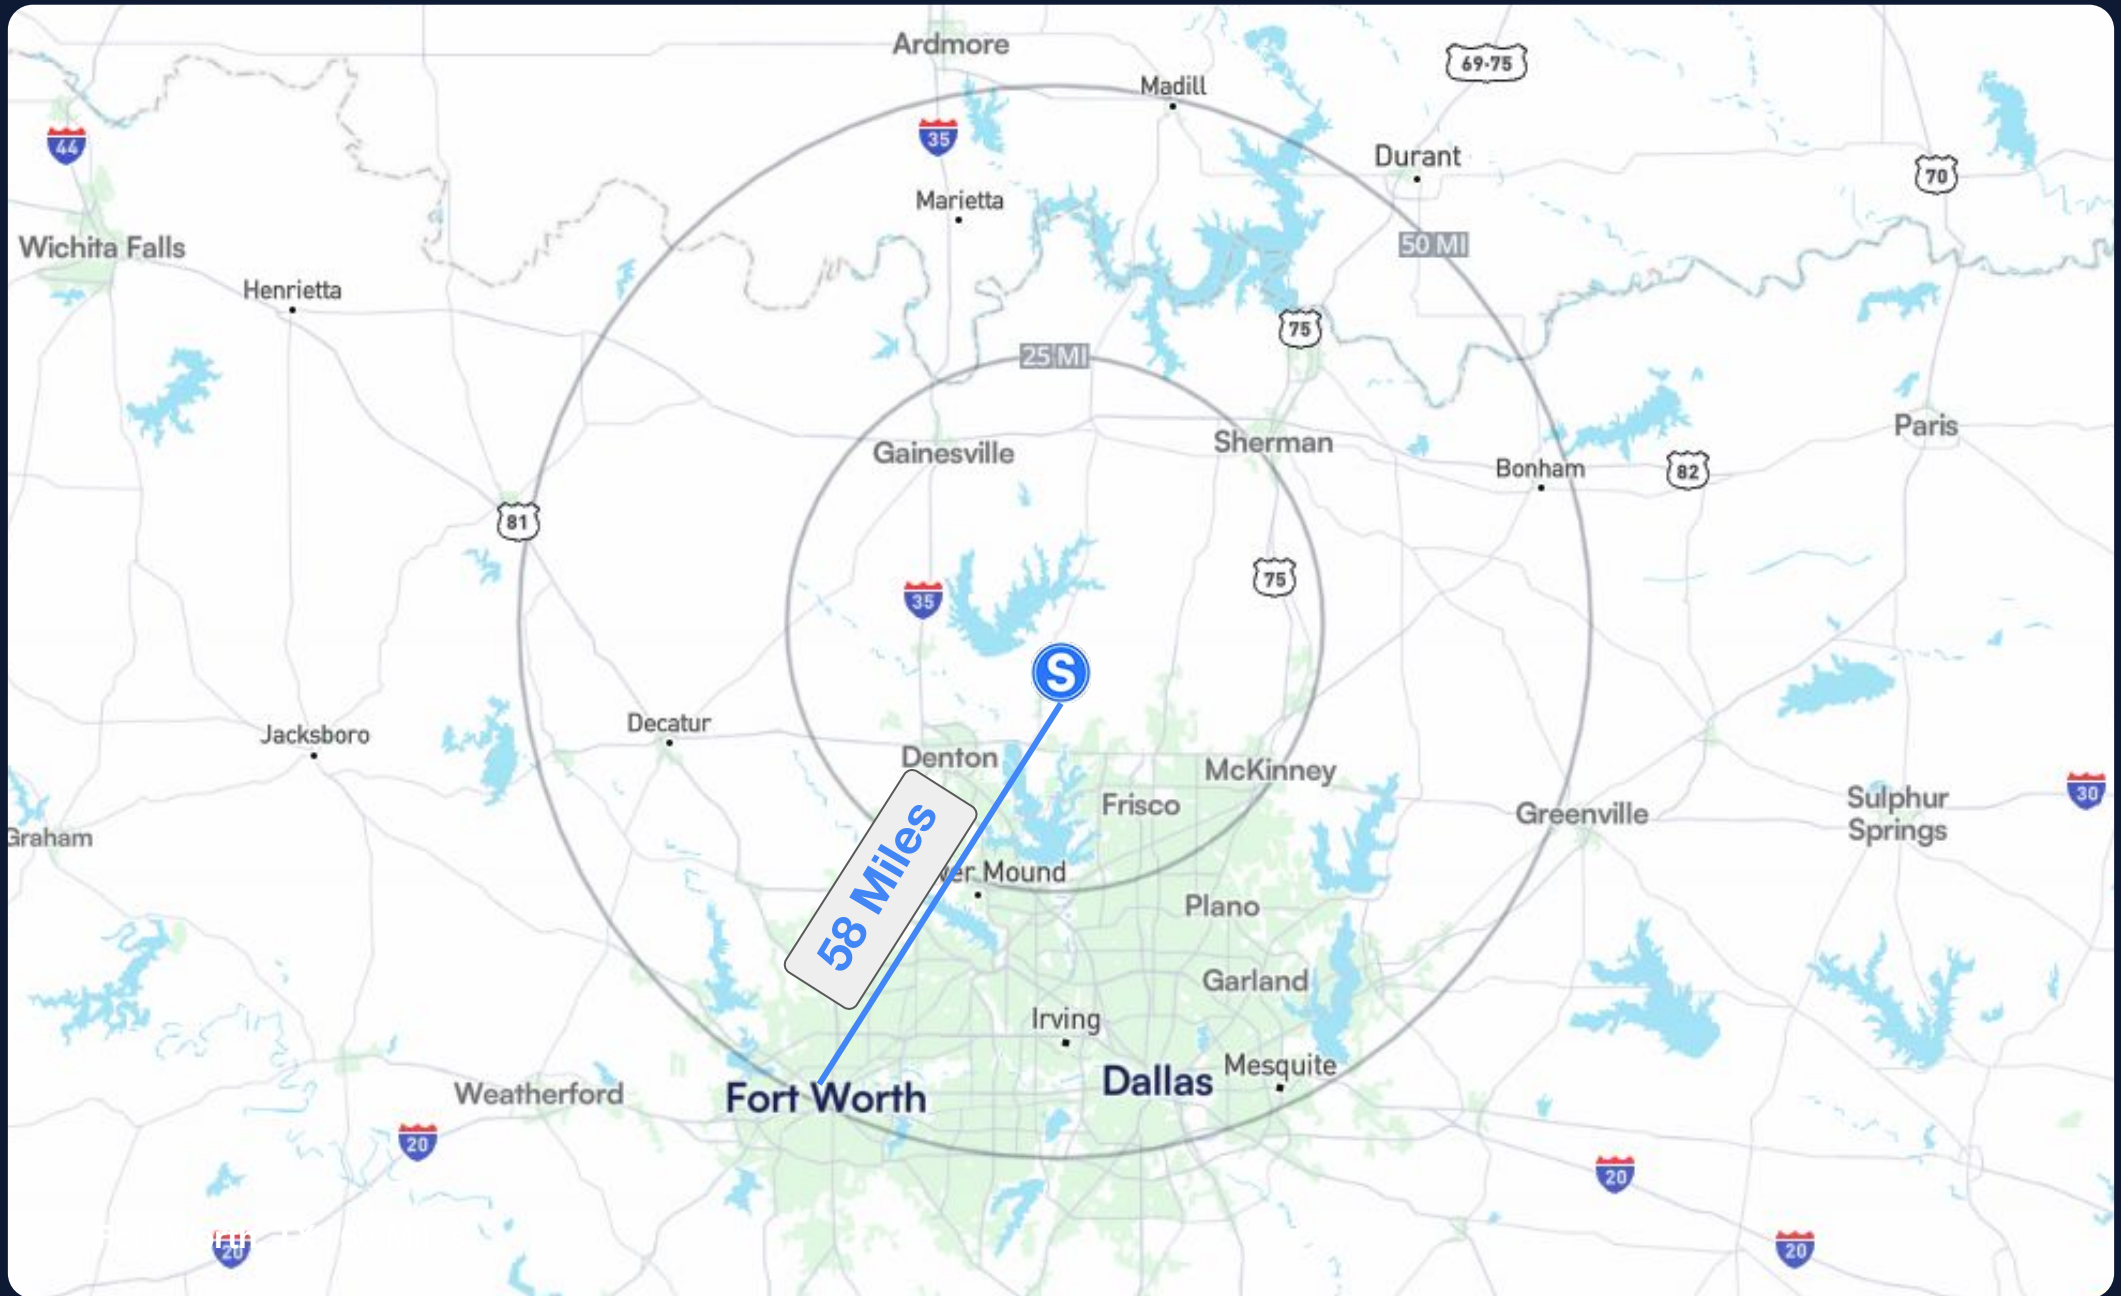 Ardmore
69-75
Madill
44
35
Durant
70
Marietta
50 MI
Wichita Falls
Henrietta
75
25 MI
Paris
Sherman
Gainesville
Bonham
82
81
75
35
S
Decatur
Jacksboro
Denton
McKinney
30
Frisco
Sulphur
Springs
Greenville
Graham
58 Miles
ver Mound
Plano
Garland
Irving
Mesquite
Dallas
Weatherford
Fort Worth
20
20
20
20